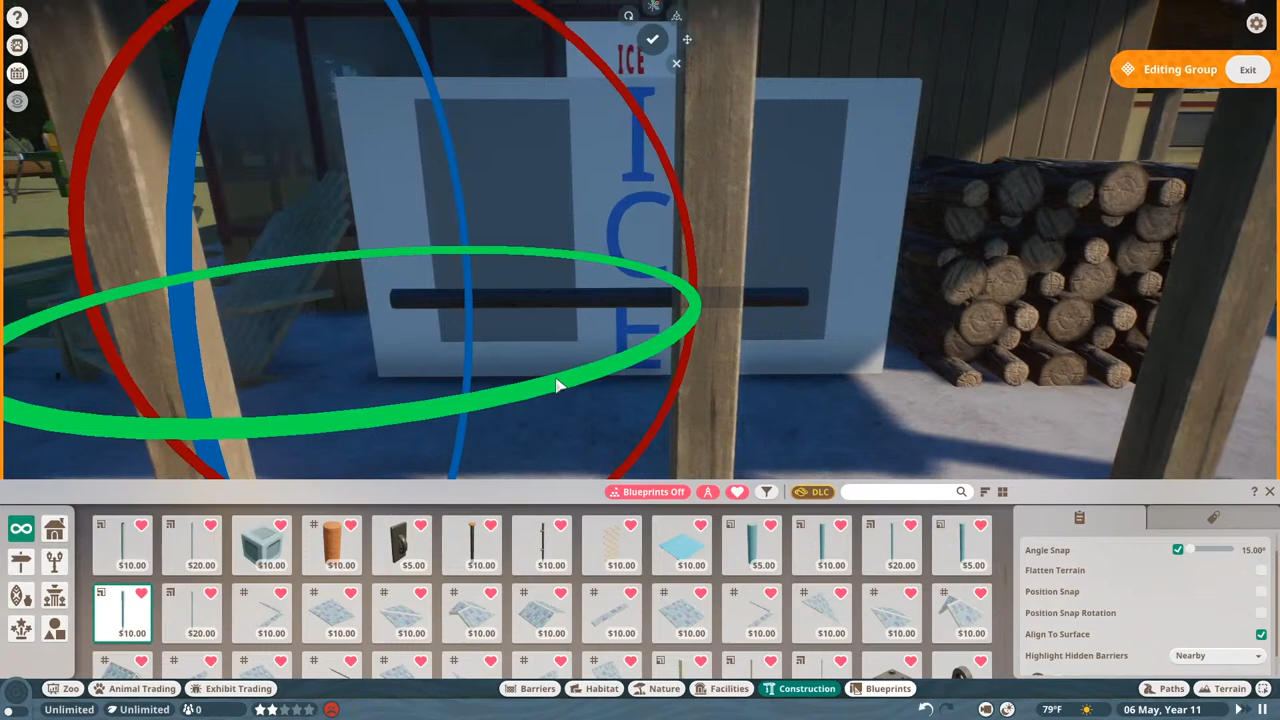 ?
ICE
ICE
Editing Group
Exit
Blueprints Off
DLC
?
$10.00
$20.00
$10.00
$10.00
$5.00
$10.00
$10.00
$10.00
$10.00
$5.00
$10.00
$20.00
$5.00
$10.00
$20.00
$10.00
$10.00
$10.00
$10.00
$10.00
$10.00
$10.00
$10.00
$10.00
$10.00
$10.00
Angle Snap
15.00°
Flatten Terrain
Position Snap
Position Snap Rotation
Align To Surface
Highlight Hidden Barriers
Nearby
Zoo
Animal Trading
Exhibit Trading
Barriers
Habitat
Nature
Facilities
Construction
Blueprints
Paths
Terrain
Unlimited
Unlimited
0
79°F
06 May, Year 11